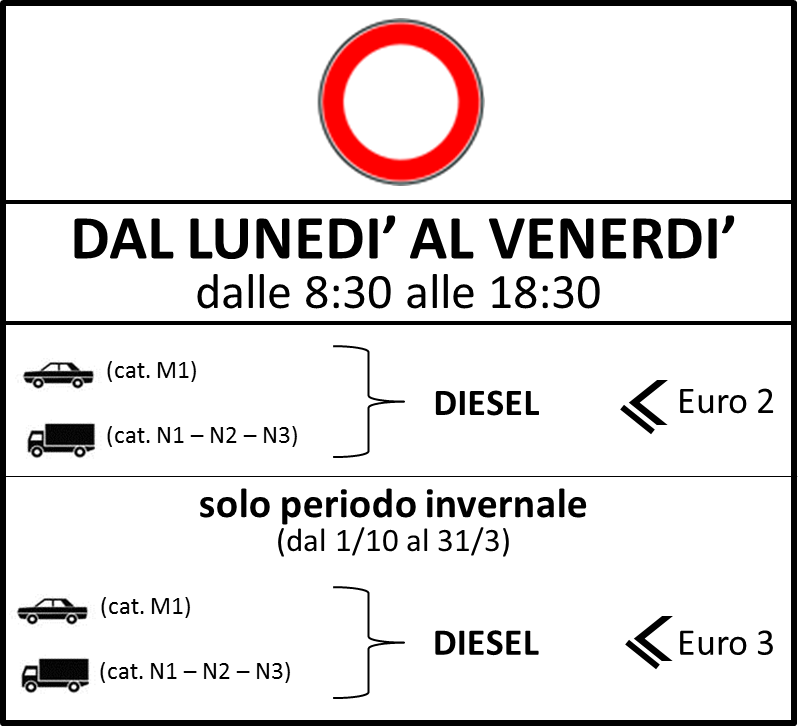 DAL LUNEDI’ AL VENERDI’
dalle 8:30 alle 18:30
(cat. M1)
(cat. N1 – N2 – N3)
DIESEL ≤ Euro 2
solo periodo invernale
(dal 1/10 al 31/3)
(cat. M1)
(cat. N1 – N2 – N3)
DIESEL ≤ Euro 3